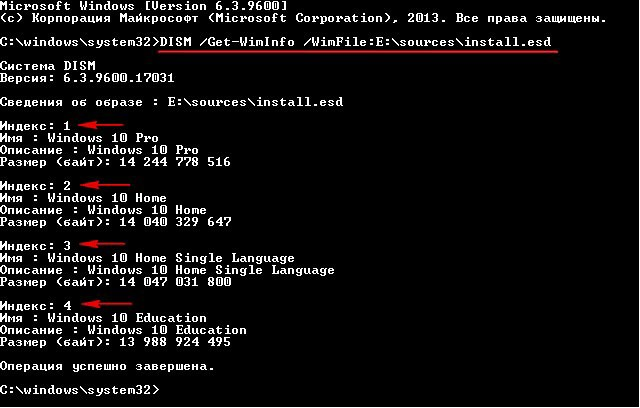 Microsoft Windows [Version 6.3.9600]
(c) Корпорация Майкрософт (Microsoft Corporation), 2013. Все права защищены.
C:\windows\system32>DISM /Get-WimInfo /WimFile:E:\sources\install.esd
Cистема DISM
Версия: 6.3.9600.17031
Сведения об образе : E:\sources\install.esd
Индекс: 1
Имя : Windows 10 Pro
Описание : Windows 10 Pro
Размер (байт): 14 244 778 516
Индекс: 2
Имя : Windows 10 Home
Описание : Windows 10 Home
Размер (байт): 14 040 329 647
Индекс: 3
Имя : Windows 10 Home Single Language
Описание : Windows 10 Home Single Language
Размер (байт): 14 047 031 800
Индекс: 4
Имя : Windows 10 Education
Описание : Windows 10 Education
Размер (байт): 13 988 924 495
Операция успешно завершена.
C:\windows\system32>